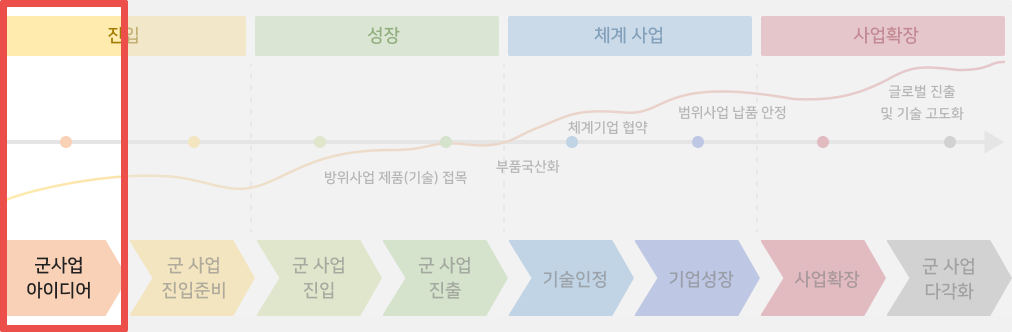 진입
성장
체계 사업
사업확장
글로벌 진출
및 기술 고도화
범위사업 납품 안정
체계기업 협약
부품국산화
방위사업 제품(기술) 접목
군사업
아이디어
군 사업
진입준비
군 사업
진입
군 사업
진출
기술인정
기업성장
사업확장
군 사업
다각화